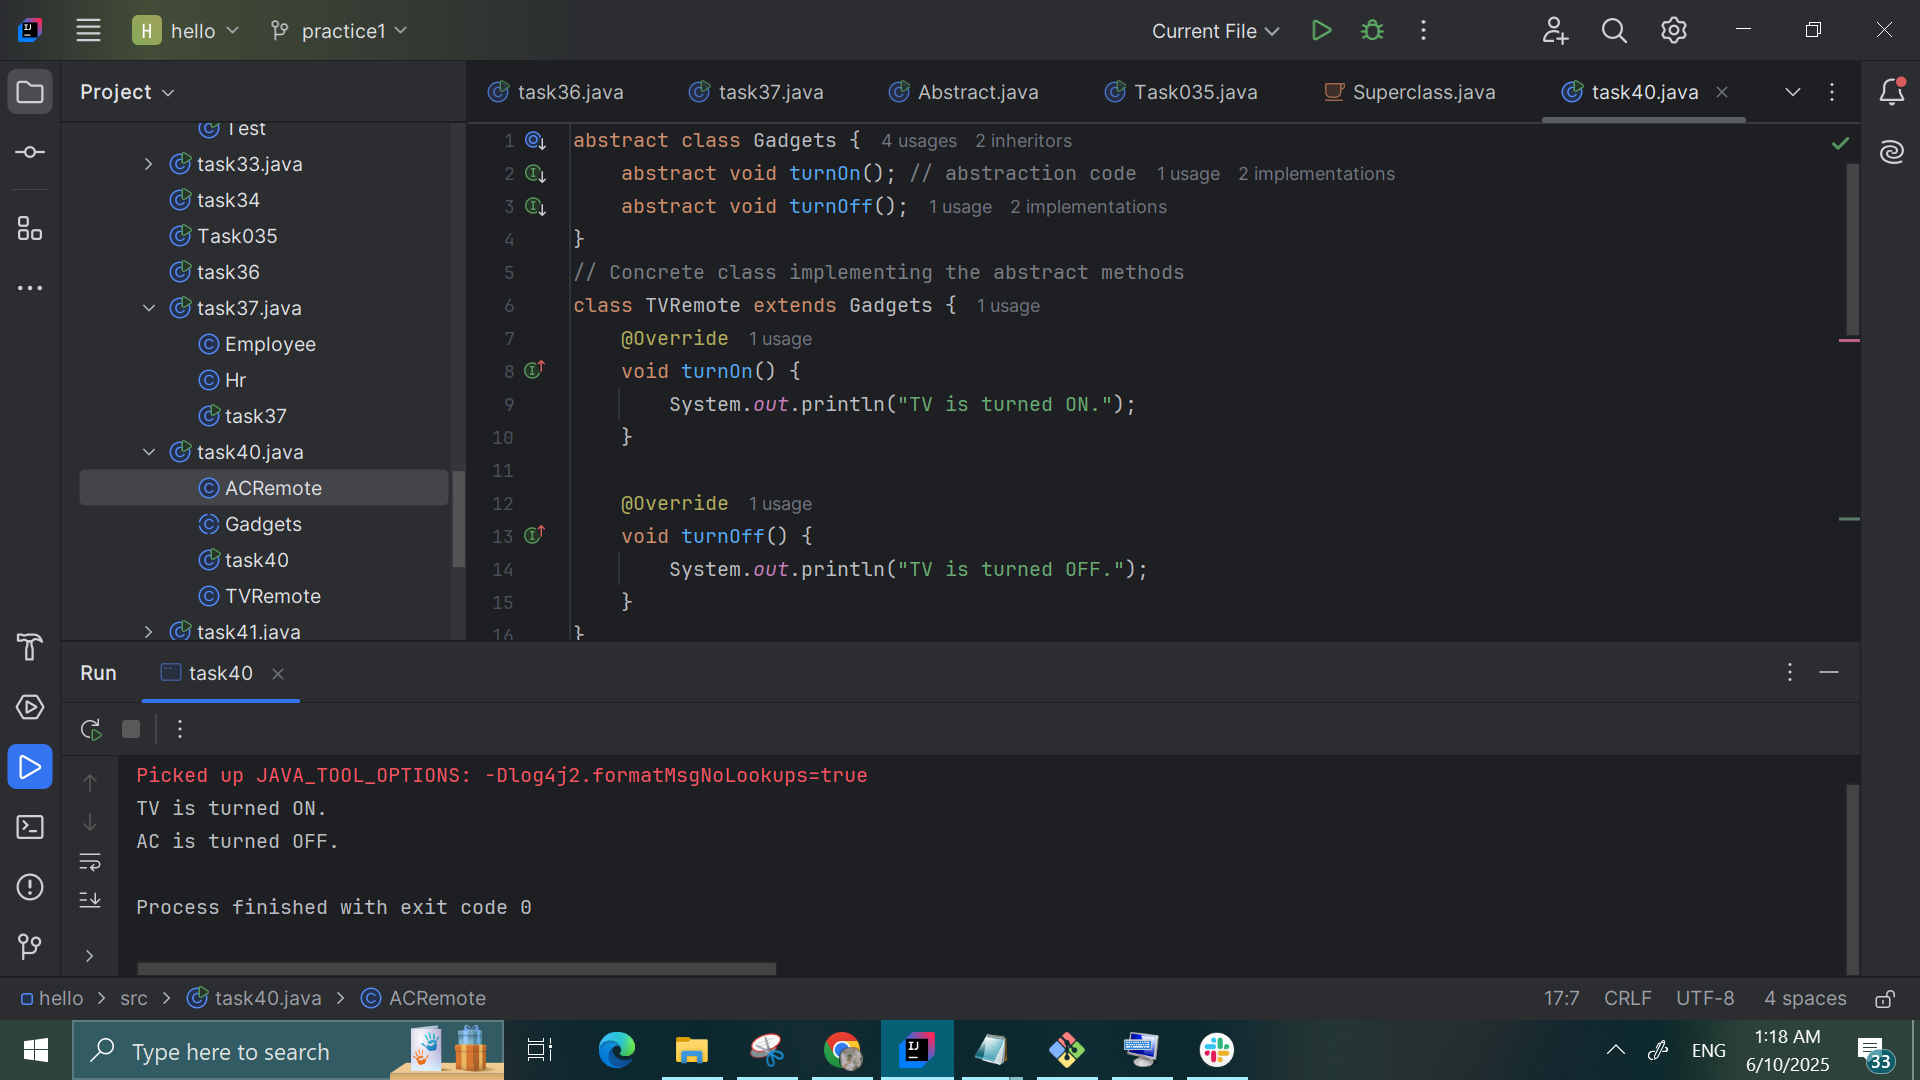 H hello practice1 Current File
Project task36.java task37.java Abstract.java Task035.java Superclass.java task40.java
Test
task33.java
task34
Task035
task36
task37.java
Employee
Hr
task37
task40.java
ACRemote
Gadgets
task40
TVRemote
task41.java
1 abstract class Gadgets { 4 usages 2 inheritors
2 abstract void turnOn(); // abstraction code 1 usage 2 implementations
3 abstract void turnOff(); 1 usage 2 implementations
4 }
5 // Concrete class implementing the abstract methods
6 class TVRemote extends Gadgets { 1 usage
7 @Override 1 usage
8 void turnOn() {
9 System.out.println("TV is turned ON.");
10 }
11
12 @Override 1 usage
13 void turnOff() {
14 System.out.println("TV is turned OFF.");
15 }
16 }
Run task40
Picked up JAVA_TOOL_OPTIONS: -Dlog4j2.formatMsgNoLookups=true
TV is turned ON.
AC is turned OFF.
Process finished with exit code 0
hello > src > task40.java > ACRemote 17:7 CRLF UTF-8 4 spaces
Type here to search ENG 1:18 AM
6/10/2025 33